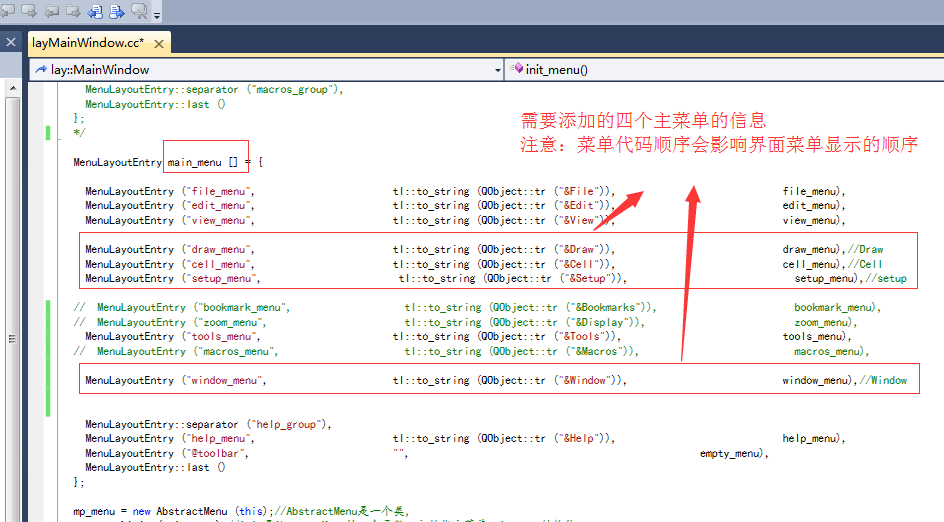 layMainWindow.cc*
lay::MainWindow
init_menu()
MenuLayoutEntry::separator ("macros_group"),
MenuLayoutEntry::last ()
};
*/
需要添加的四个主菜单的信息
注意：菜单代码顺序会影响界面菜单显示的顺序
MenuLayoutEntry main_menu [] = {
MenuLayoutEntry ("file_menu", tl::to_string (QObject::tr ("&File")), file_menu),
MenuLayoutEntry ("edit_menu", tl::to_string (QObject::tr ("&Edit")), edit_menu),
MenuLayoutEntry ("view_menu", tl::to_string (QObject::tr ("&View")), view_menu),
MenuLayoutEntry ("draw_menu", tl::to_string (QObject::tr ("&Draw")), draw_menu),//Draw
MenuLayoutEntry ("cell_menu", tl::to_string (QObject::tr ("&Cell")), cell_menu),//Cell
MenuLayoutEntry ("setup_menu", tl::to_string (QObject::tr ("&Setup")), setup_menu),//setup
// MenuLayoutEntry ("bookmark_menu", tl::to_string (QObject::tr ("&Bookmarks")), bookmark_menu),
// MenuLayoutEntry ("zoom_menu", tl::to_string (QObject::tr ("&Display")), zoom_menu),
MenuLayoutEntry ("tools_menu", tl::to_string (QObject::tr ("&Tools")), tools_menu),
// MenuLayoutEntry ("macros_menu", tl::to_string (QObject::tr ("&Macros")), macros_menu),
MenuLayoutEntry ("window_menu", tl::to_string (QObject::tr ("&Window")), window_menu),//Window
MenuLayoutEntry::separator ("help_group"),
MenuLayoutEntry ("help_menu", tl::to_string (QObject::tr ("&Help")), help_menu),
MenuLayoutEntry ("@toolbar", "", empty_menu),
MenuLayoutEntry::last ()
};
mp_menu = new AbstractMenu (this);//AbstractMenu是一个类,